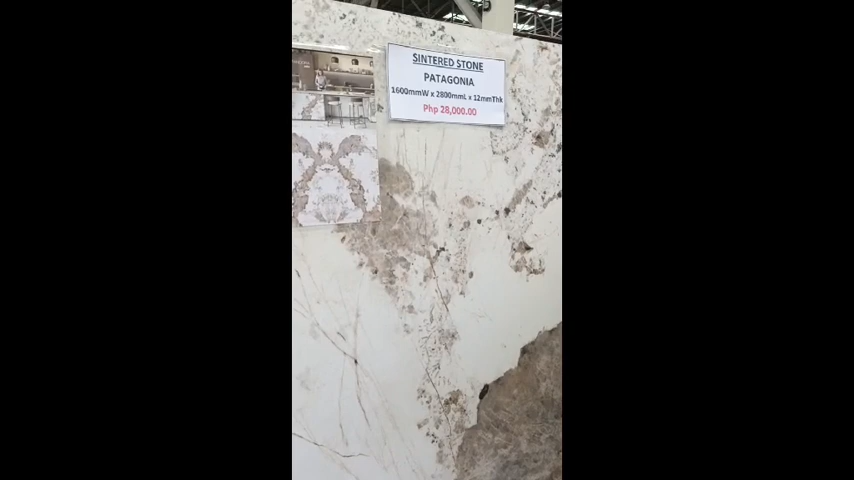 SINTERED STONE
PATAGONIA
1600mmW x 2800mmL x 12mmThk
Php 28,000.00